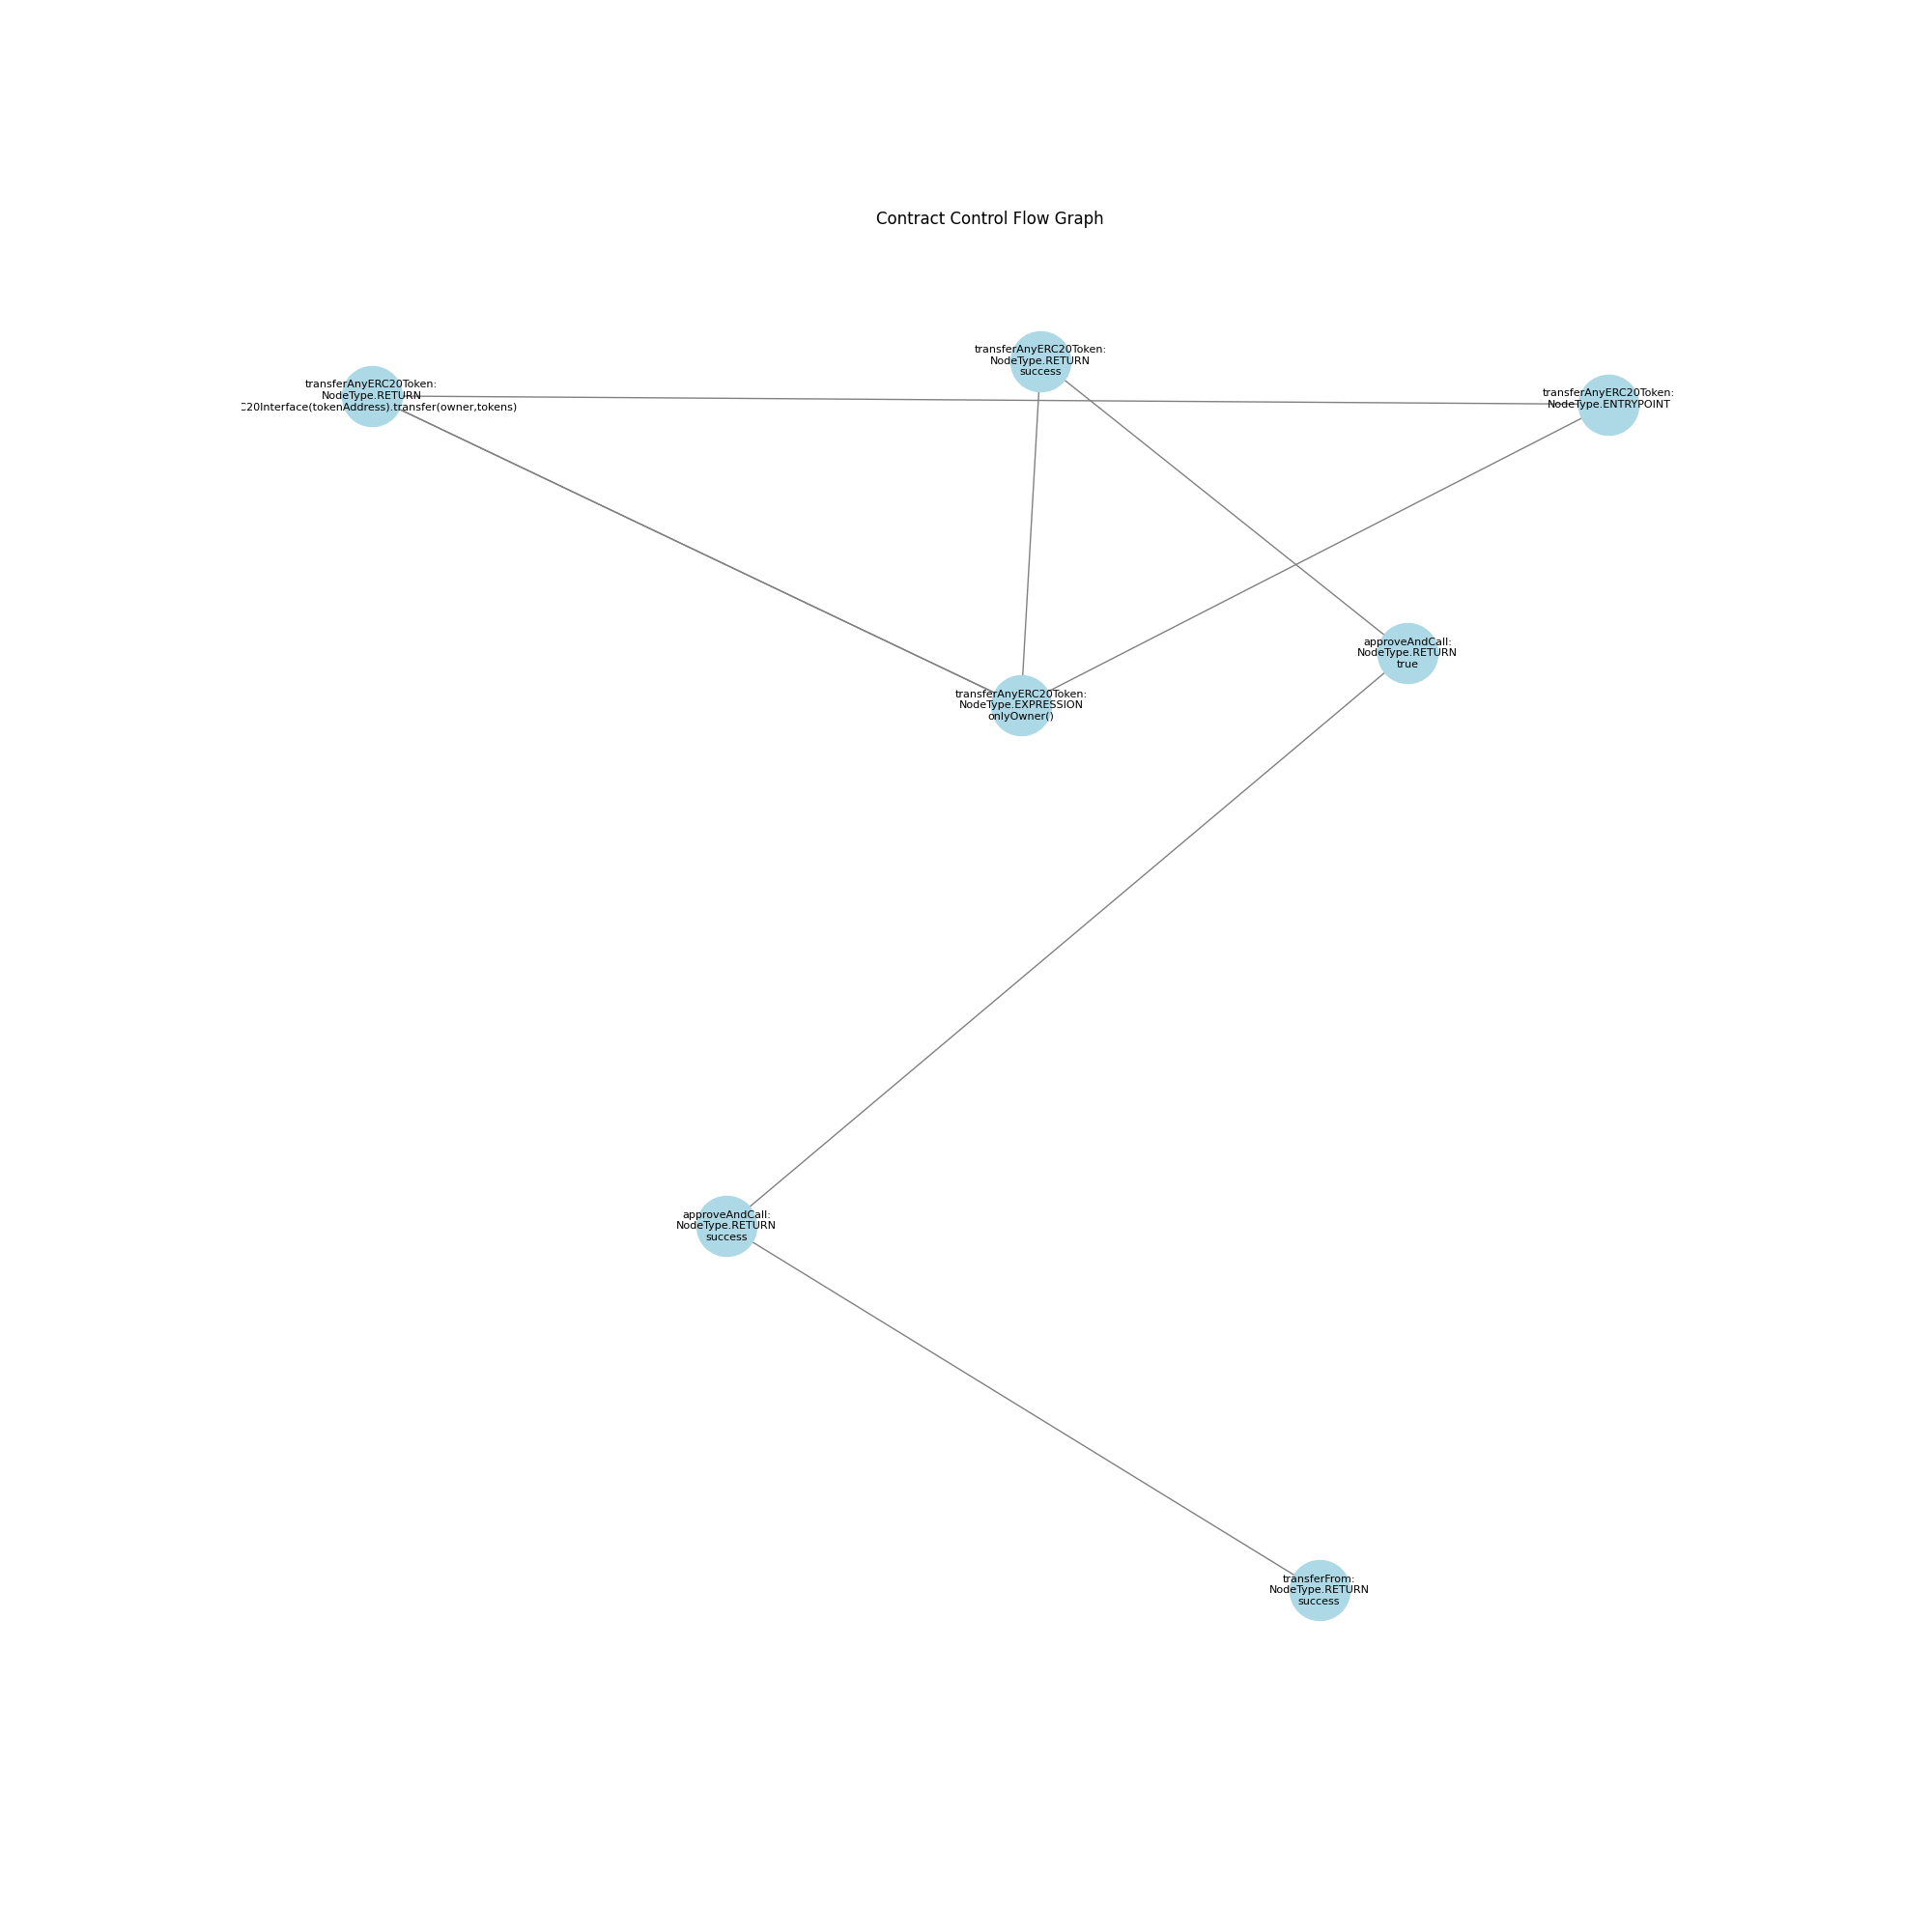 Contract Control Flow Graph
transferAnyERC20Token:
NodeType.RETURN
success
transferAnyERC20Token:
NodeType.RETURN
C20Interface(tokenAddress).transfer(owner,tokens)
transferAnyERC20Token:
NodeType.ENTRYPOINT
approveAndCall:
NodeType.RETURN
true
transferAnyERC20Token:
NodeType.EXPRESSION
onlyOwner()
approveAndCall:
NodeType.RETURN
success
transferFrom:
NodeType.RETURN
success